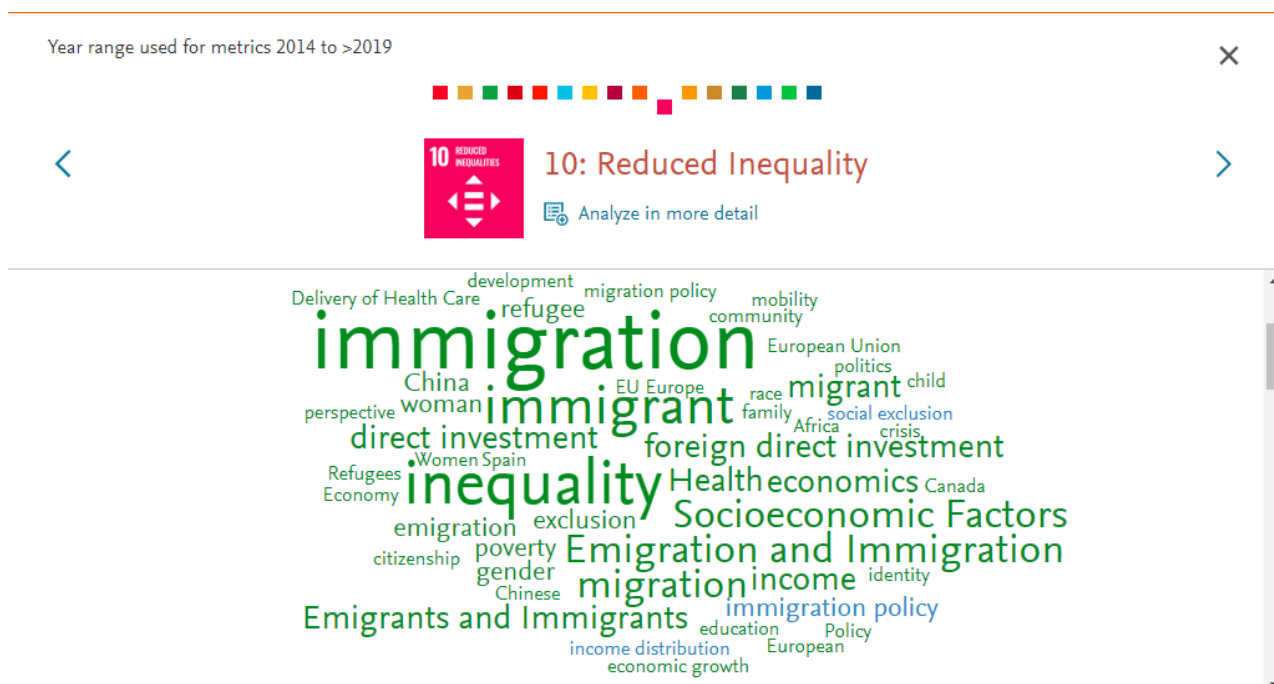 Year range used for metrics 2014 to >2019
10 REDUCED
INEQUALITIES
10: Reduced Inequality
Analyze in more detail
development
Delivery of Health Care
migration policy
mobility
refugee
community
immigration
European Union
politics
China
EU Europe
race
migrant
child
perspective
woman
immigrant
family
social exclusion
Africa
crisis
direct investment
foreign direct investment
Women
Spain
Refugees
inequality
Health
economics
Canada
Economy
Socioeconomic Factors
emigration
exclusion
citizenship
poverty
Emigration and Immigration
gender
migration
income
identity
Chinese
Emigrants and Immigrants
immigration policy
education
Policy
income distribution
European
economic growth